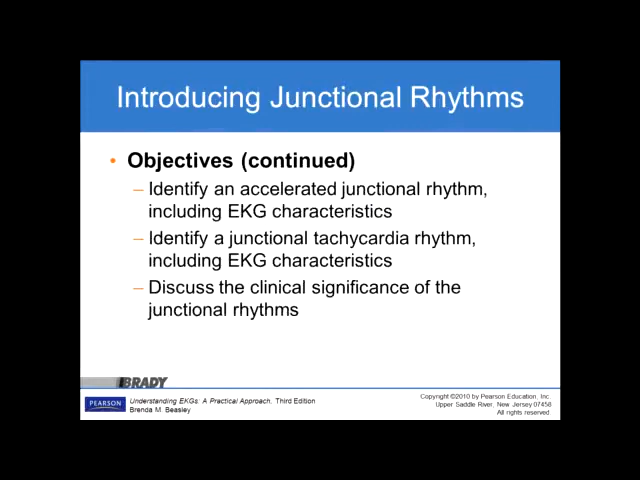 Introducing Junctional Rhythms
• Objectives (continued)
– Identify an accelerated junctional rhythm,
including EKG characteristics
– Identify a junctional tachycardia rhythm,
including EKG characteristics
– Discuss the clinical significance of the
junctional rhythms
BRADY
PEARSON
Understanding EKGs: A Practical Approach, Third Edition
Brenda M. Beasley
Copyright ©2010 by Pearson Education, Inc.
Upper Saddle River, New Jersey 07458
All rights reserved.